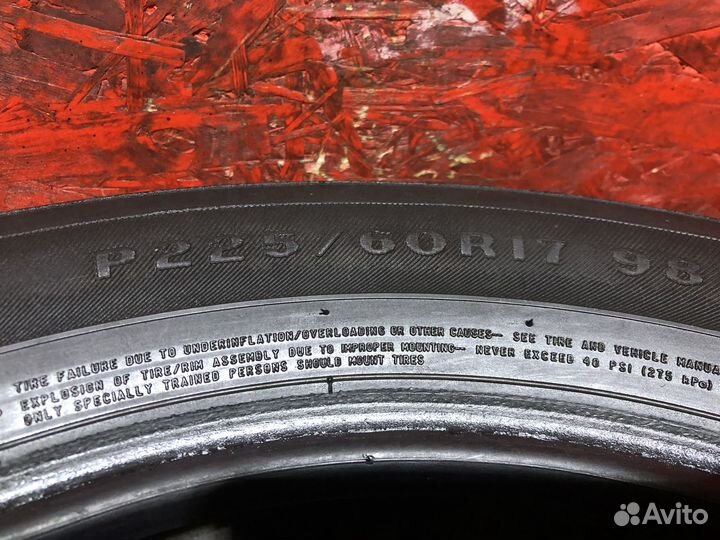 P225/60R17 98
TIRE FAILURE DUE TO UNDERINFLATION/OVERLOADING OR OTHER CAUSES— SEE TIRE AND VEHICLE MANUA
EXPLOSION OF TIRE/RIM ASSEMBLY DUE TO IMPROPER MOUNTING— NEVER EXCEED 40 PSI (275 kPa)
ONLY SPECIALLY TRAINED PERSONS SHOULD MOUNT TIRES
Avito